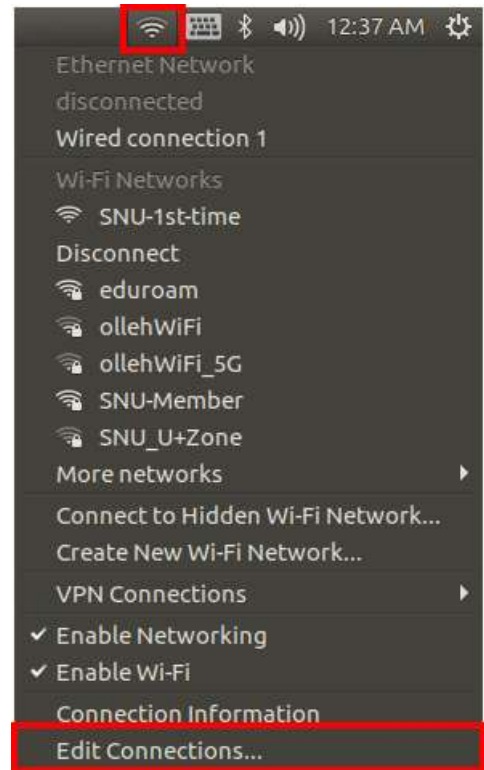 12:37 AM
Ethernet Network
disconnected
Wired connection 1
Wi-Fi Networks
SNU-1st-time
Disconnect
eduroam
ollehWiFi
ollehWiFi_5G
SNU-Member
SNU_U+Zone
More networks
Connect to Hidden Wi-Fi Network...
Create New Wi-Fi Network...
VPN Connections
Enable Networking
Enable Wi-Fi
Connection Information
Edit Connections...